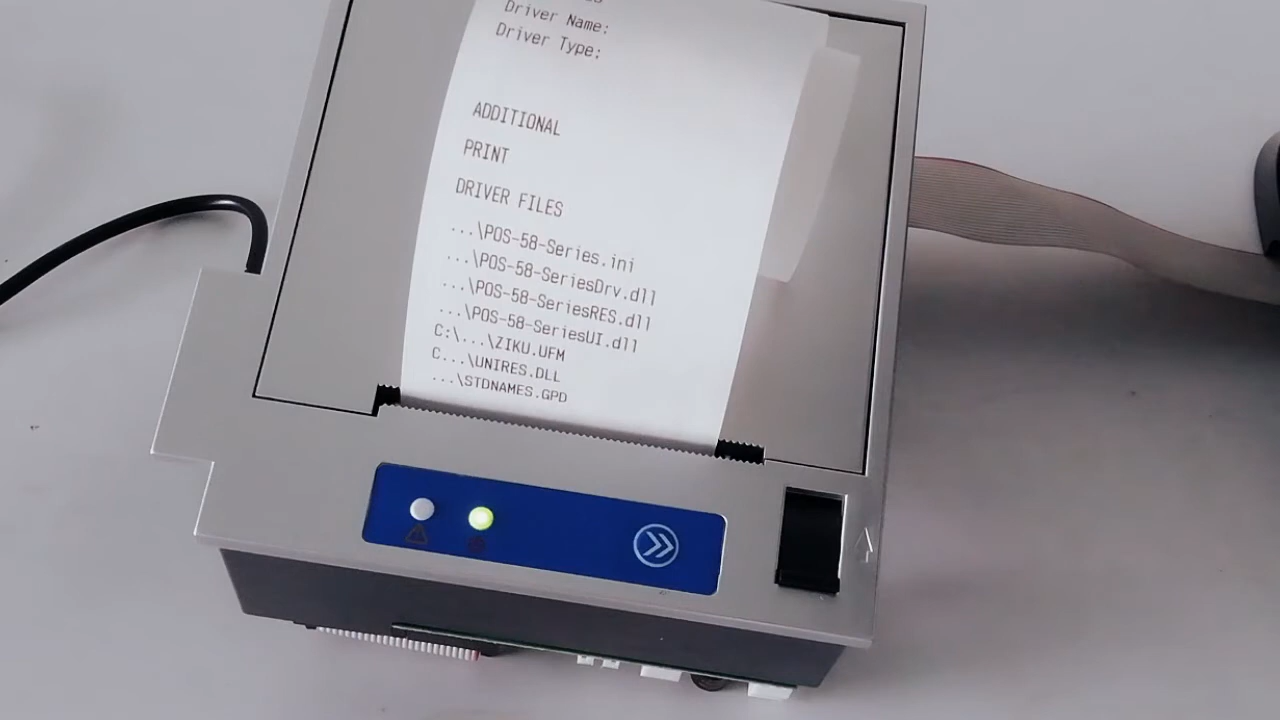 Driver Name:
Driver Type:
ADDITIONAL
PRINT
DRIVER FILES
...\POS-58-Series.ini
...\POS-58-SeriesDrv.dll
...\POS-58-SeriesRES.dll
...\POS-58-SeriesUI.dll
C:\...\ZIKU.UFM
C...\UNIRES.DLL
...\STDNAMES.GPD